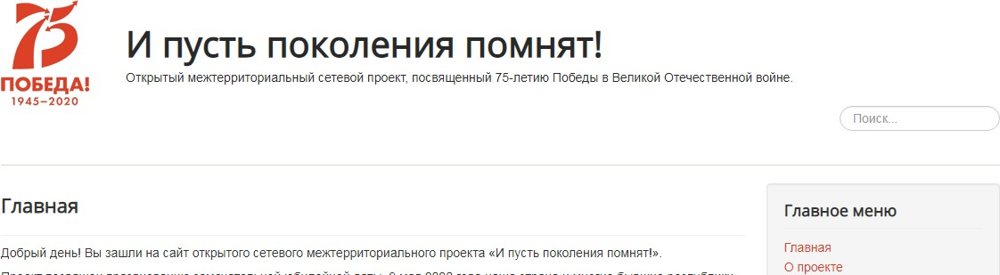 75
ПОБЕДА!
1945–2020
И пусть поколения помнят!
Открытый межтерриториальный сетевой проект, посвященный 75-летию Победы в Великой Отечественной войне.
Поиск...
Главная
Добрый день! Вы зашли на сайт открытого сетевого межтерриториального проекта «И пусть поколения помнят!».
Главное меню
Главная
О проекте